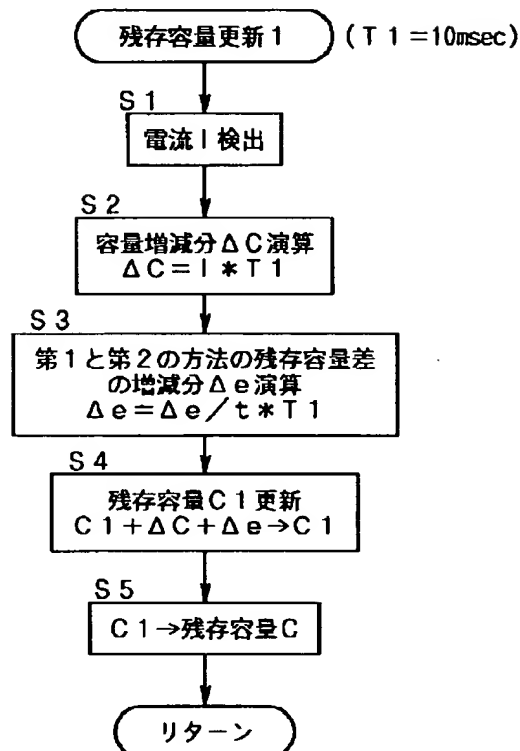 残存容量更新1 (T1=10msec)
S1
電流I検出
S2
容量増減分ΔC演算
ΔC=I*T1
S3
第1と第2の方法の残存容量差
の増減分Δe演算
Δe=Δe/t*T1
S4
残存容量C1更新
C1+ΔC+Δe→C1
S5
C1→残存容量C
リターン